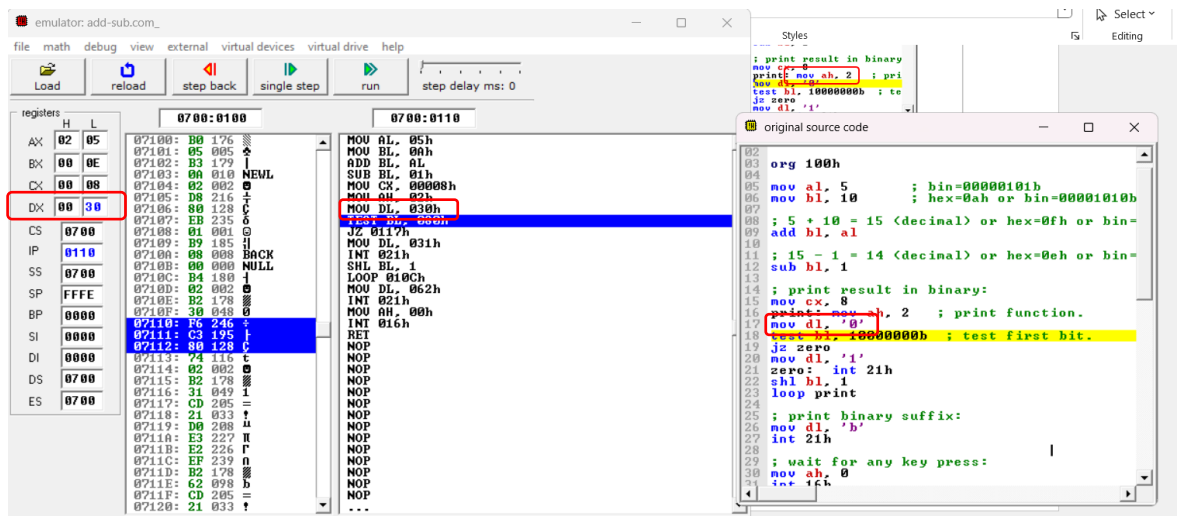 emulator: add-sub.com_
file math debug view external virtual devices virtual drive help
Load reload step back single step run step delay ms: 0
registers
H L
AX 02 05
BX 00 0E
CX 00 08
DX 00 30
CS 0700
IP 0110
SS 0700
SP FFFE
BP 0000
SI 0000
DI 0000
DS 0700
ES 0700
0700:0100
07100: B0 176
07101: 05 005
07102: B3 179
07103: 0A 010 NEWL
07104: 02 002
07105: D8 216
07106: 80 128 Ç
07107: EB 235
07108: 01 001
07109: B9 185
0710A: 08 008 BACK
0710B: 00 000 NULL
0710C: B4 180
0710D: 02 002
0710E: B2 178
0710F: 30 048 0
07110: F6 246 ÷
07111: C3 195
07112: 80 128 Ç
07113: 74 116 t
07114: 02 002
07115: B2 178
07116: 31 049 1
07117: CD 205 =
07118: 21 033 !
07119: D0 208
0711A: E3 227 π
0711B: E2 226 Γ
0711C: EF 239 ∩
0711D: B2 178
0711E: 62 098 b
0711F: CD 205 =
07120: 21 033 !
0700:0110
MOV AL, 05h
MOV BL, 0Ah
ADD BL, AL
SUB BL, 01h
MOV CX, 00008h
MOV AH, 02h
MOV DL, 030h
TEST BL, 080h
JZ 0117h
MOV DL, 031h
INT 021h
SHL BL, 1
LOOP 010Ch
MOV DL, 062h
INT 021h
MOV AH, 00h
INT 016h
RET
NOP
NOP
NOP
NOP
NOP
NOP
NOP
NOP
NOP
NOP
NOP
NOP
NOP
NOP
...
Select
Styles
Editing
; print result in binary
mov cx, 8
print: mov ah, 2 ; pri
mov dl, '0'
test bl, 10000000b ; te
jz zero
mov dl, '1'
original source code
02
03 org 100h
04
05 mov al, 5 ; bin=00000101b
06 mov bl, 10 ; hex=0ah or bin=00001010b
07
08 ; 5 + 10 = 15 (decimal) or hex=0fh or bin=
09 add bl, al
10
11 ; 15 - 1 = 14 (decimal) or hex=0eh or bin=
12 sub bl, 1
13
14 ; print result in binary:
15 mov cx, 8
16 print: mov ah, 2 ; print function.
17 mov dl, '0'
18 test bl, 10000000b ; test first bit.
19 jz zero
20 mov dl, '1'
21 zero: int 21h
22 shl bl, 1
23 loop print
24
25 ; print binary suffix:
26 mov dl, 'b'
27 int 21h
28
29 ; wait for any key press:
30 mov ah, 0
31 int 16h